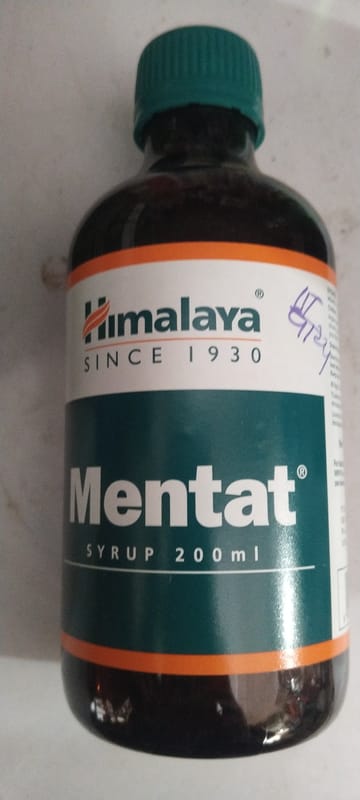 Himalaya®
SINCE 1930
Mentat®
SYRUP 200ml